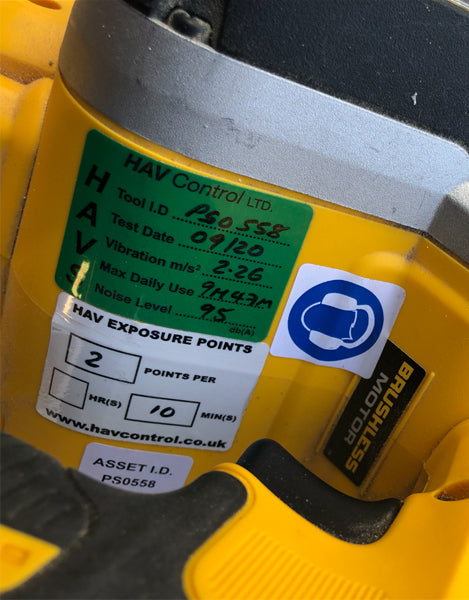 HAV Control LTD.
HAVS
Tool I.D PS0558
Test Date 09/20
Vibration m/s² 2.26
Max Daily Use 9H47M
Noise Level 95 db(A)
HAV EXPOSURE POINTS
2 POINTS PER
HR(S) 10 MIN(S)
www.havcontrol.co.uk
ASSET I.D.
PS0558
BRUSHLESS
MOTOR